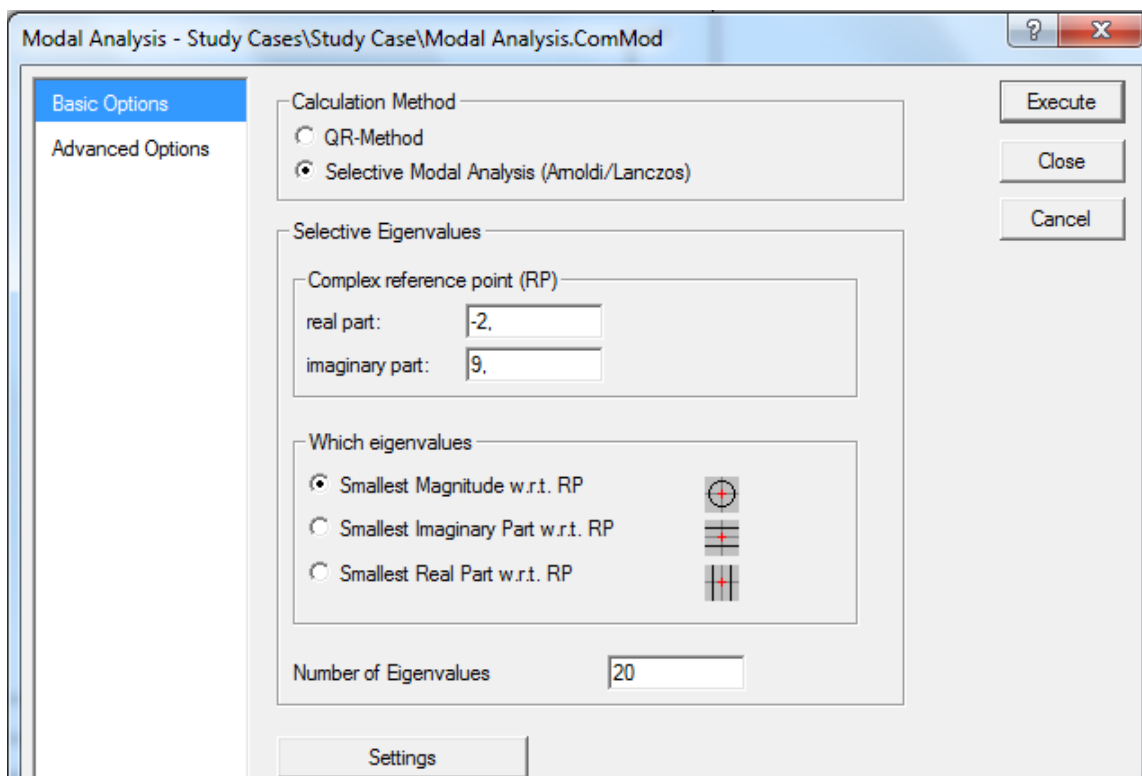 Modal Analysis - Study Cases\Study Case\Modal Analysis.ComMod
Basic Options
Advanced Options
Calculation Method
QR-Method
Selective Modal Analysis (Arnoldi/Lanczos)
Selective Eigenvalues
Complex reference point (RP)
real part: -2,
imaginary part: 9,
Which eigenvalues
Smallest Magnitude w.r.t. RP
Smallest Imaginary Part w.r.t. RP
Smallest Real Part w.r.t. RP
Number of Eigenvalues 20
Settings
Execute
Close
Cancel